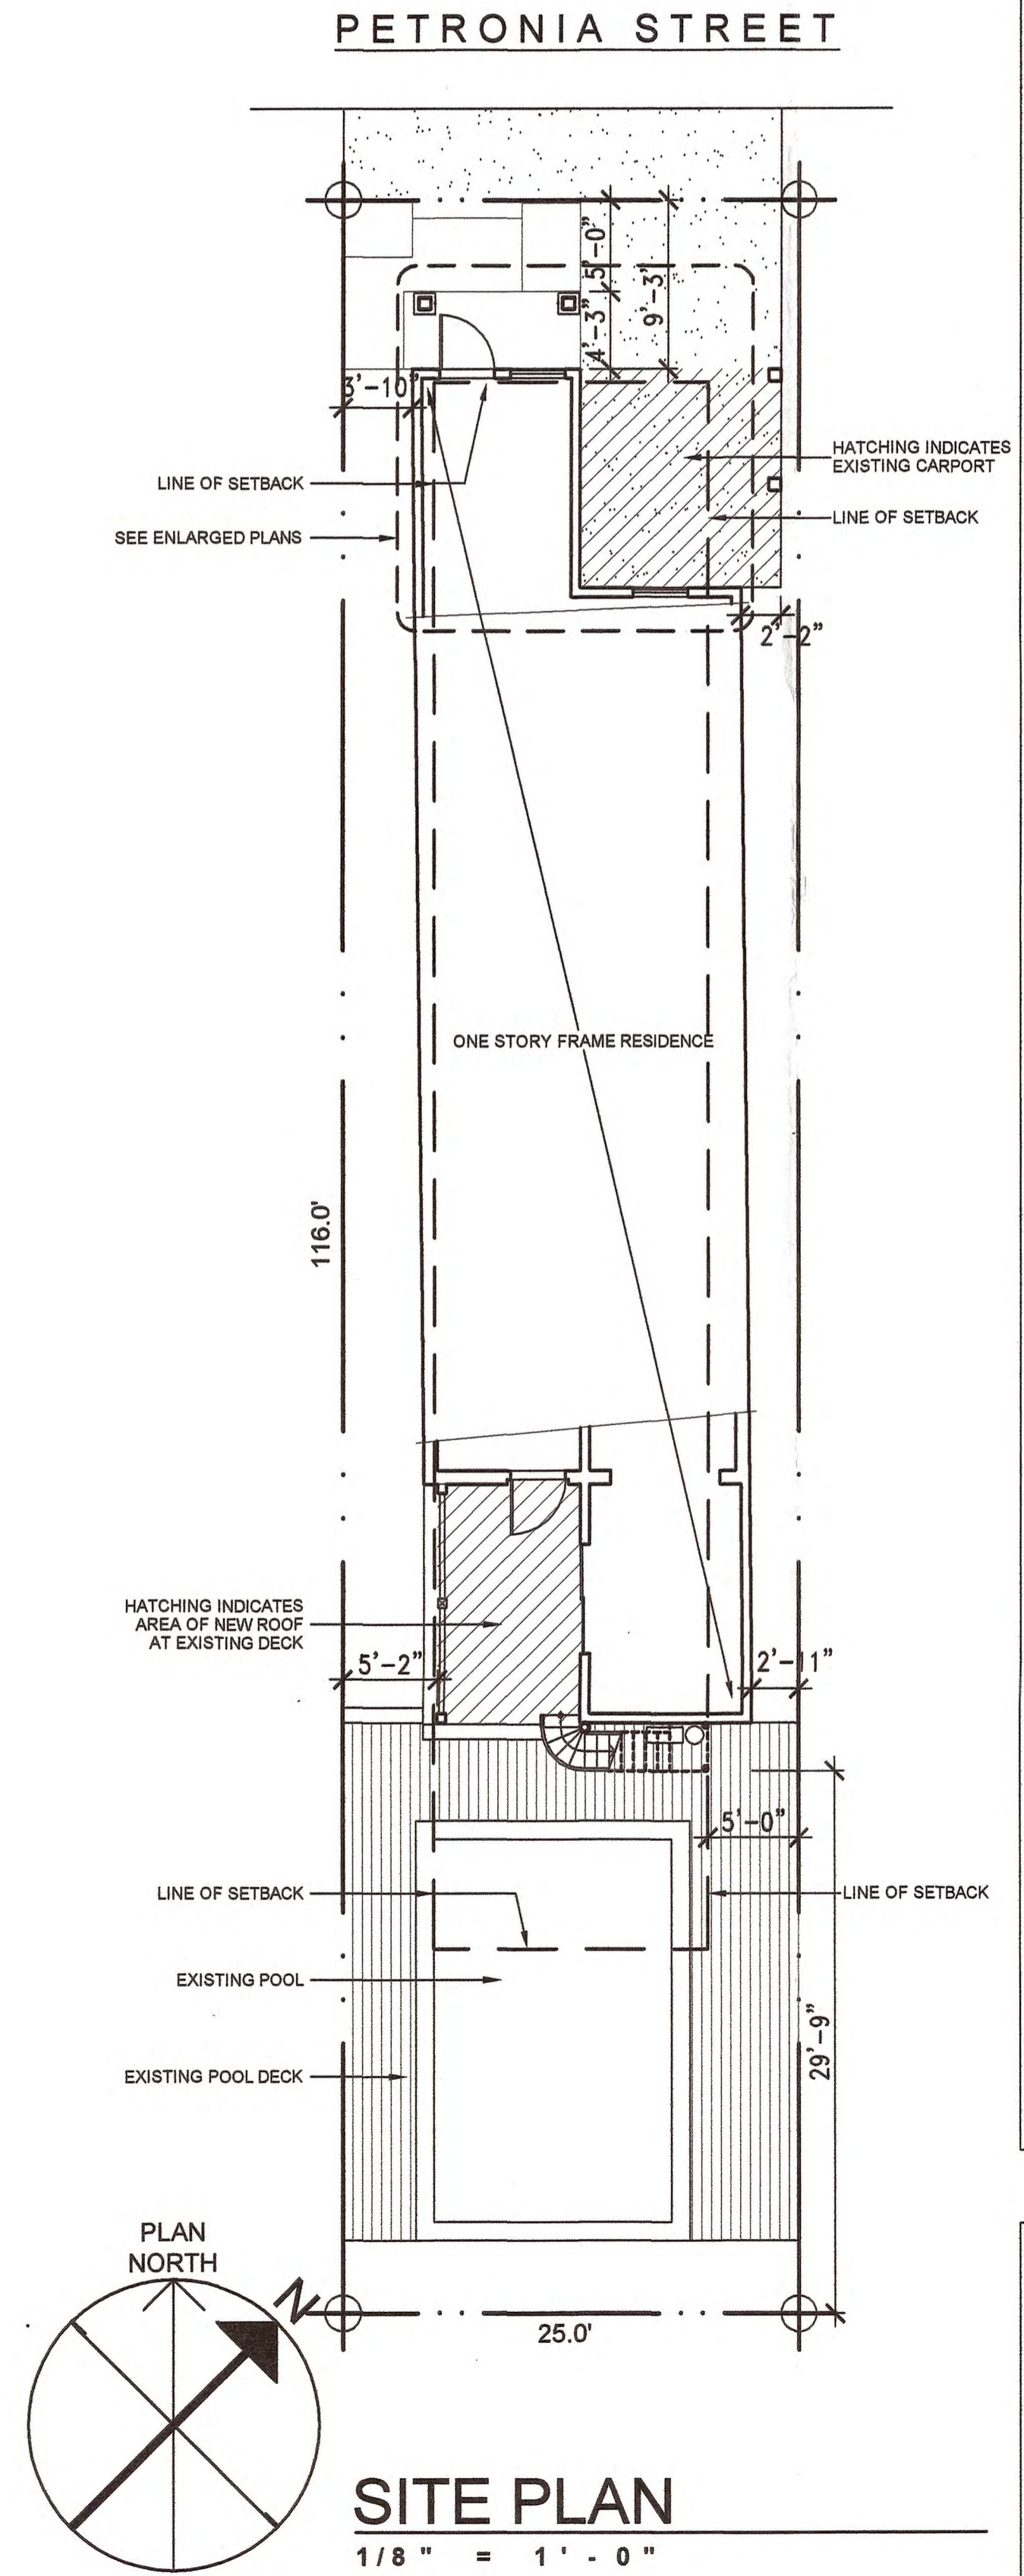 PETRONIA STREET
5'-0"
4'-3"
9'-3"
3'-10"
HATCHING INDICATES
EXISTING CARPORT
LINE OF SETBACK
LINE OF SETBACK
SEE ENLARGED PLANS
2'-2"
ONE STORY FRAME RESIDENCE
116.0'
HATCHING INDICATES
AREA OF NEW ROOF
AT EXISTING DECK
5'-2"
2'-11"
5'-0"
LINE OF SETBACK
LINE OF SETBACK
EXISTING POOL
29'-9"
EXISTING POOL DECK
PLAN
NORTH
N
25.0'
SITE PLAN
1/8" = 1'-0"